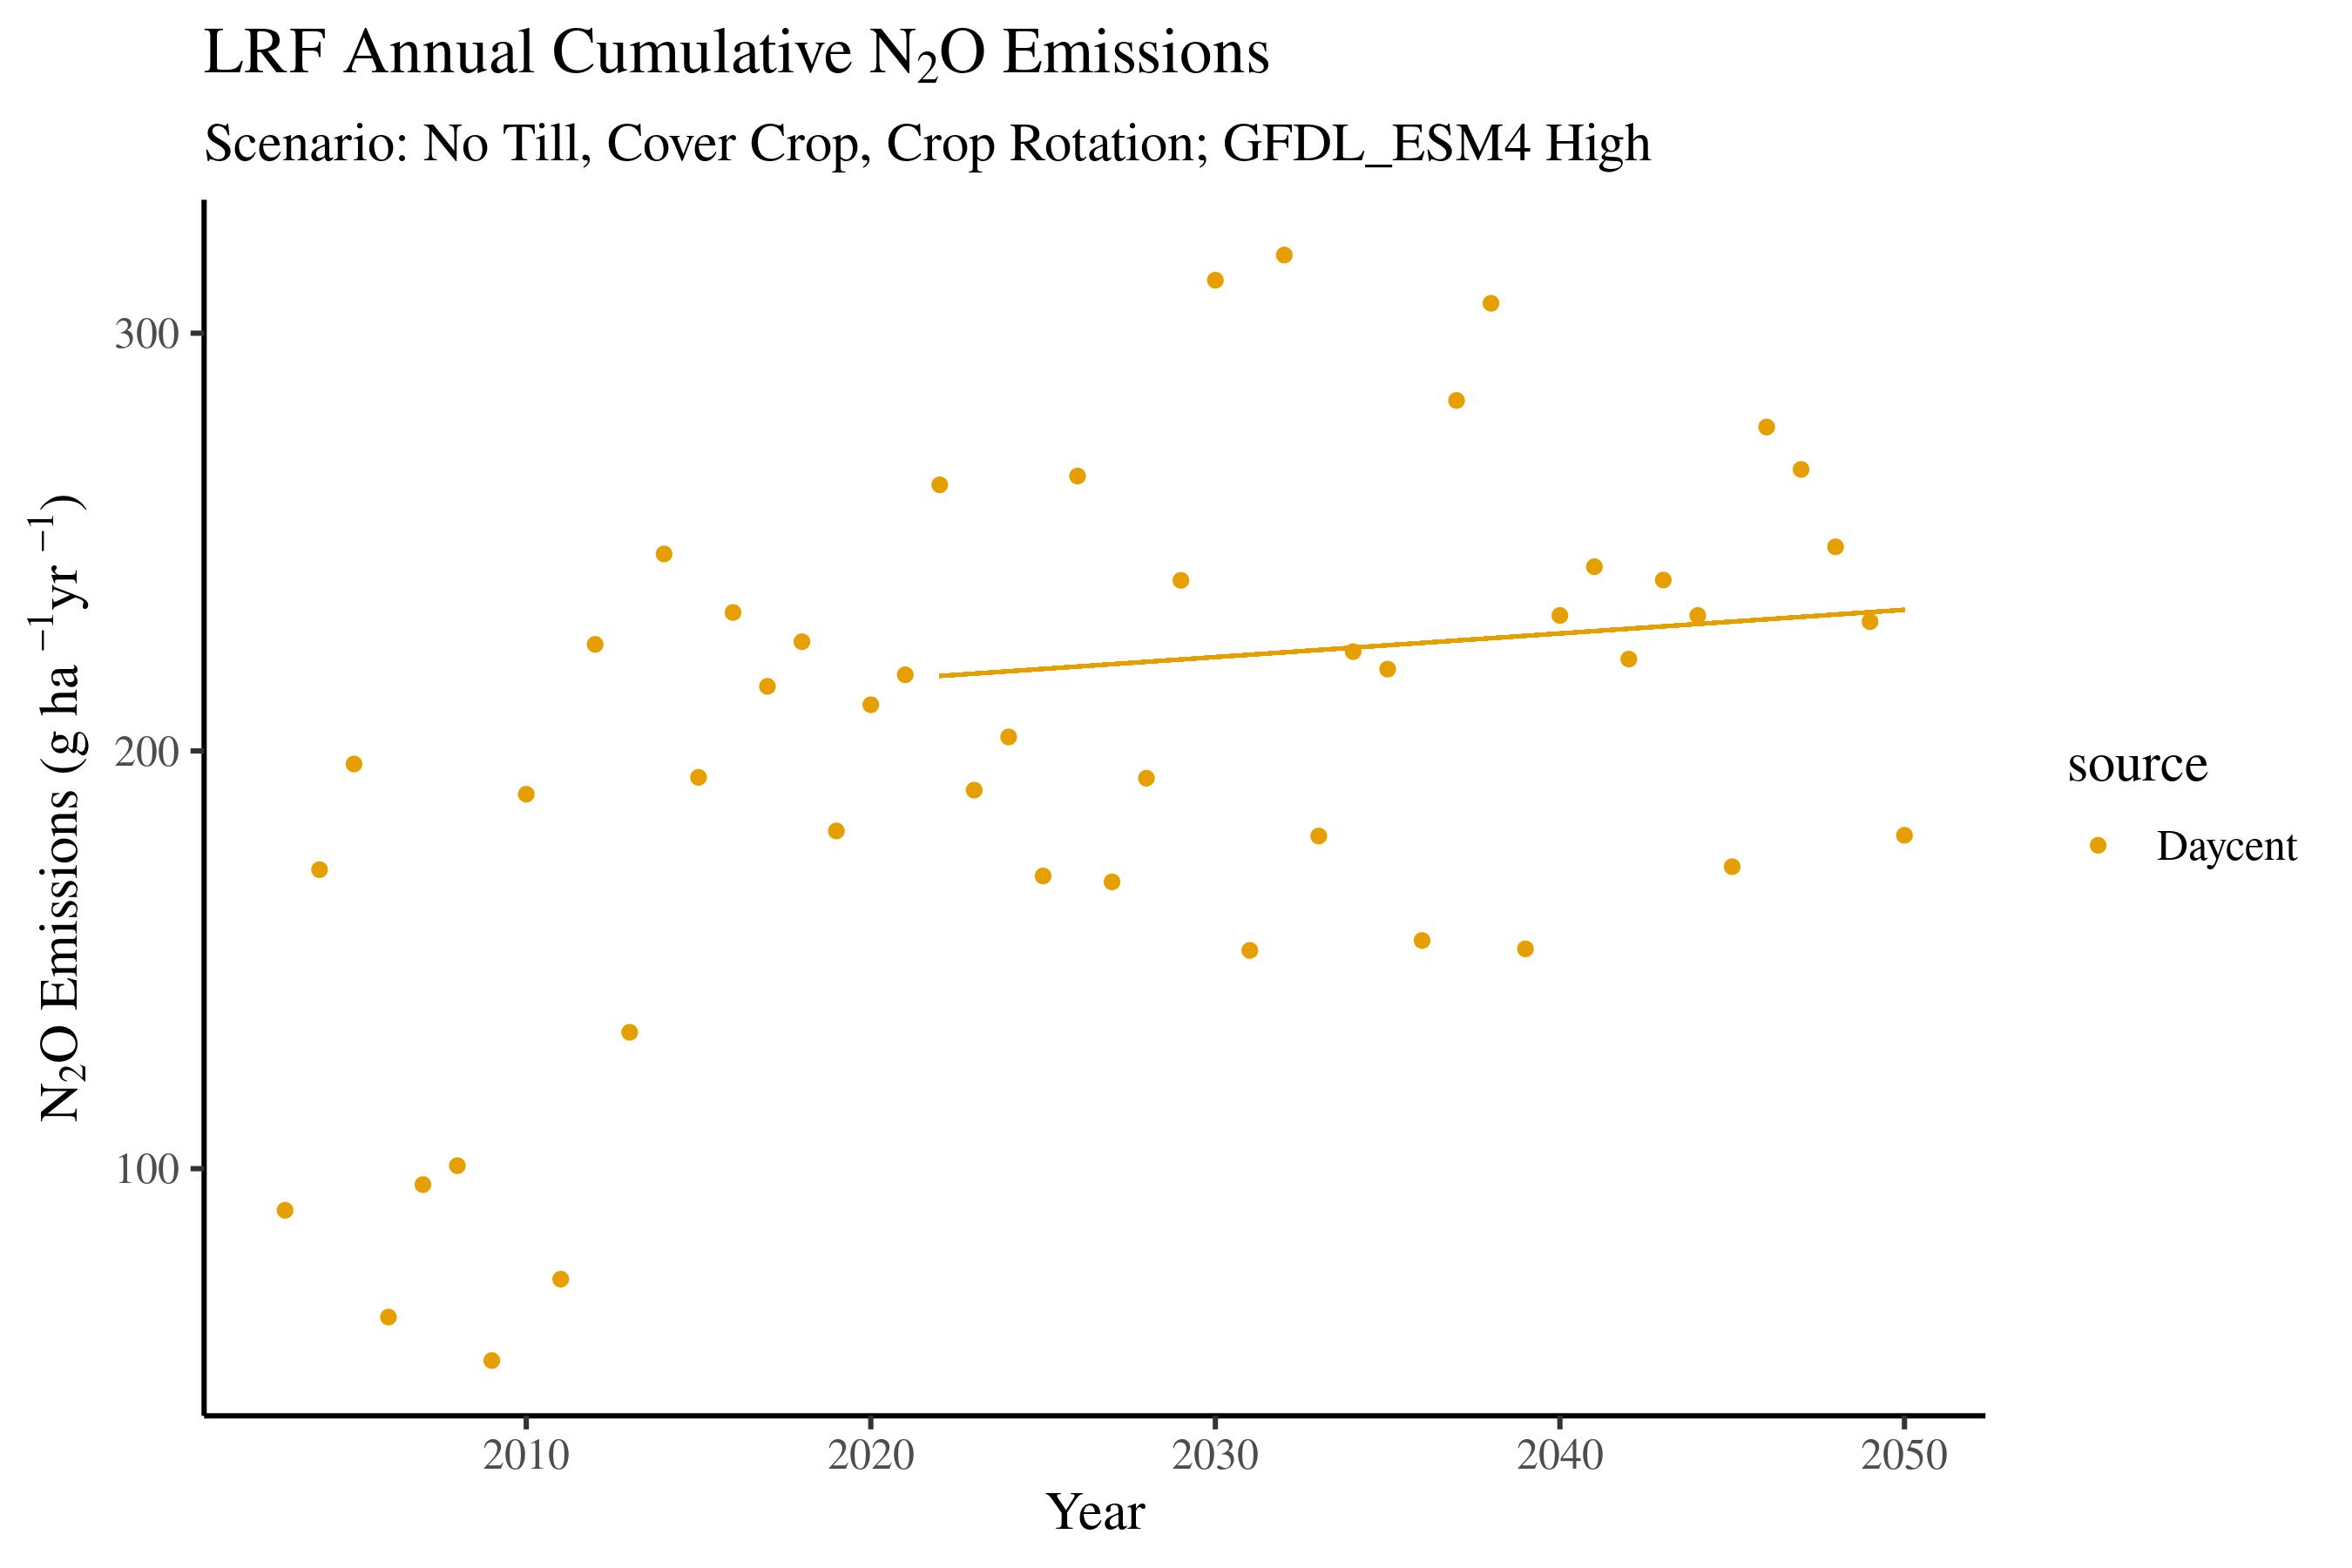 LRF Annual Cumulative N₂O Emissions
Scenario: No Till, Cover Crop, Crop Rotation; GFDL_ESM4 High
N₂O Emissions (g ha⁻¹yr⁻¹)
300
200
100
2010 2020 2030 2040 2050
Year
source
Daycent